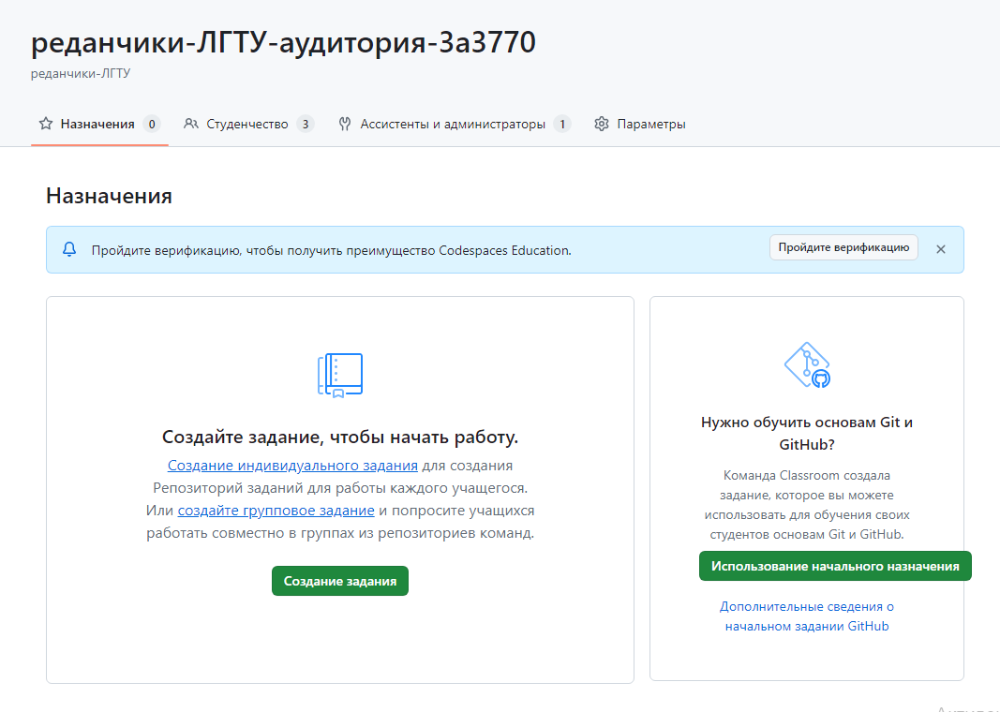 реданчики-ЛГТУ-аудитория-3a3770
реданчики-ЛГТУ
Назначения 0 Студенчество 3 Ассистенты и администраторы 1 Параметры
Назначения
Пройдите верификацию, чтобы получить преимущество Codespaces Education. Пройдите верификацию
Создайте задание, чтобы начать работу.
Создание индивидуального задания для создания
Репозиторий заданий для работы каждого учащегося.
Или создайте групповое задание и попросите учащихся
работать совместно в группах из репозиториев команд.
Создание задания
Нужно обучить основам Git и
GitHub?
Команда Classroom создала
задание, которое вы можете
использовать для обучения своих
студентов основам Git и GitHub.
Использование начального назначения
Дополнительные сведения о
начальном задании GitHub